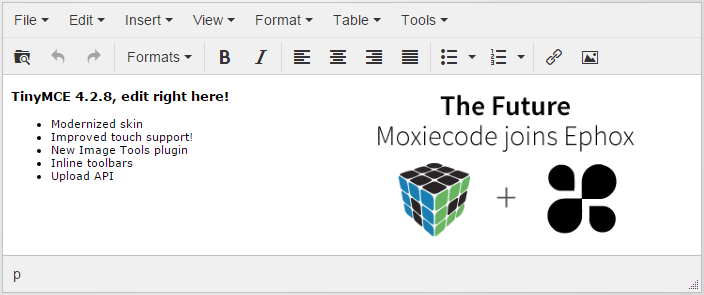 File Edit Insert View Format Table Tools
Formats B I
TinyMCE 4.2.8, edit right here!
Modernized skin
Improved touch support!
New Image Tools plugin
Inline toolbars
Upload API
The Future
Moxiecode joins Ephox
+
p